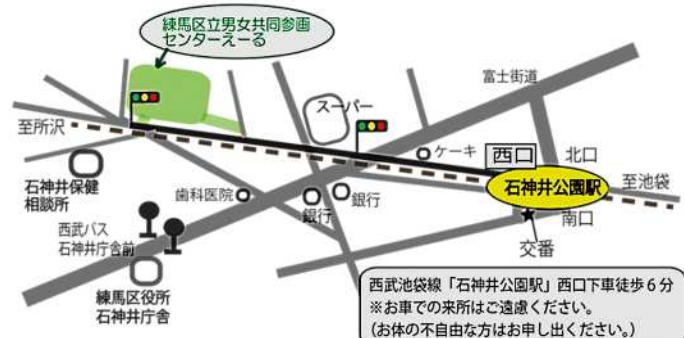 練馬区立男女共同参画
センターえーる
富士街道
スーパー
至所沢
ケーキ
西口
北口
石神井公園駅
至池袋
石神井保健
相談所
歯科医院
銀行
銀行
南口
交番
西武バス
石神井庁舎前
練馬区役所
石神井庁舎
西武池袋線「石神井公園駅」西口下車徒歩6分
※お車での来所はご遠慮ください。
(お体の不自由な方はお申し出ください。)